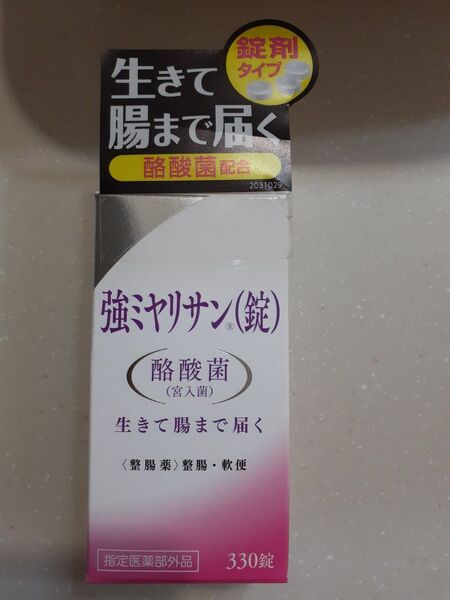 錠剤
タイプ
生きて
腸まで届く
酪酸菌配合
2031029
強ミヤリサン®(錠)
酪酸菌
(宮入菌)
生きて腸まで届く
〈整腸薬〉整腸・軟便
指定医薬部外品
330錠